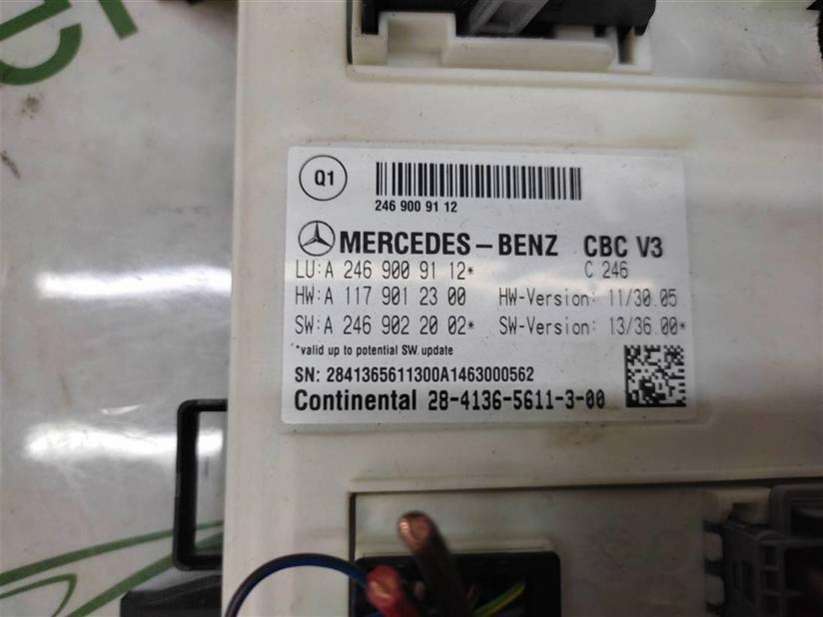 Q1
246 900 91 12
MERCEDES-BENZ CBC V3
LU:A 246 900 91 12* C 246
HW:A 117 901 23 00 HW-Version: 11/30.05
SW:A 246 902 20 02* SW-Version: 13/36.00*
*valid up to potential SW update
SN: 2841365611300A1463000562
Continental 28-4136-5611-3-00